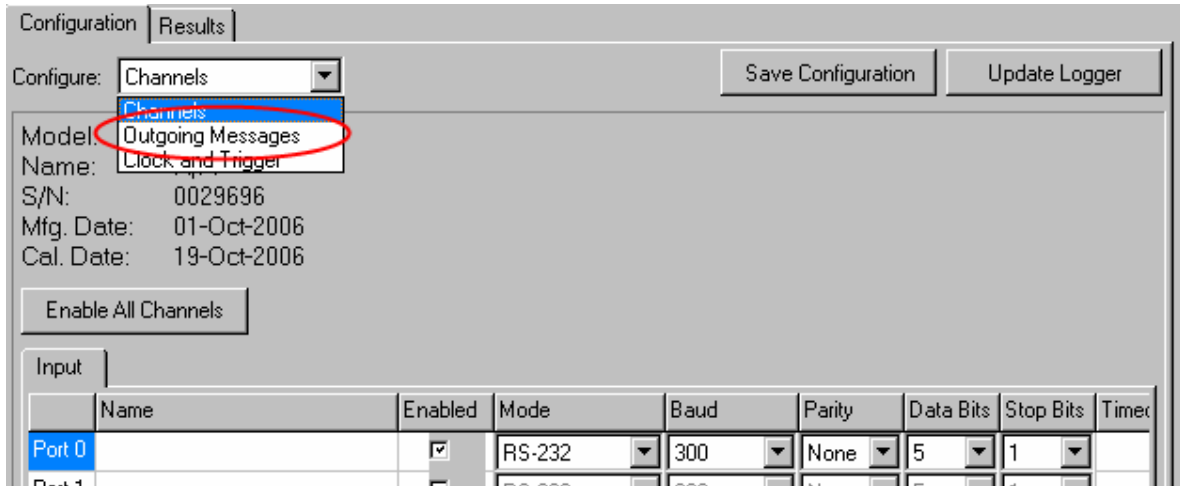 Configuration Results
Configure: Channels Save Configuration Update Logger
Channels
Model: Outgoing Messages
Name: Clock and Trigger
S/N: 0029696
Mfg. Date: 01-Oct-2006
Cal. Date: 19-Oct-2006
Enable All Channels
Input
Name Enabled Mode Baud Parity Data Bits Stop Bits
Port 0 RS-232 300 None 5 1
Port 1